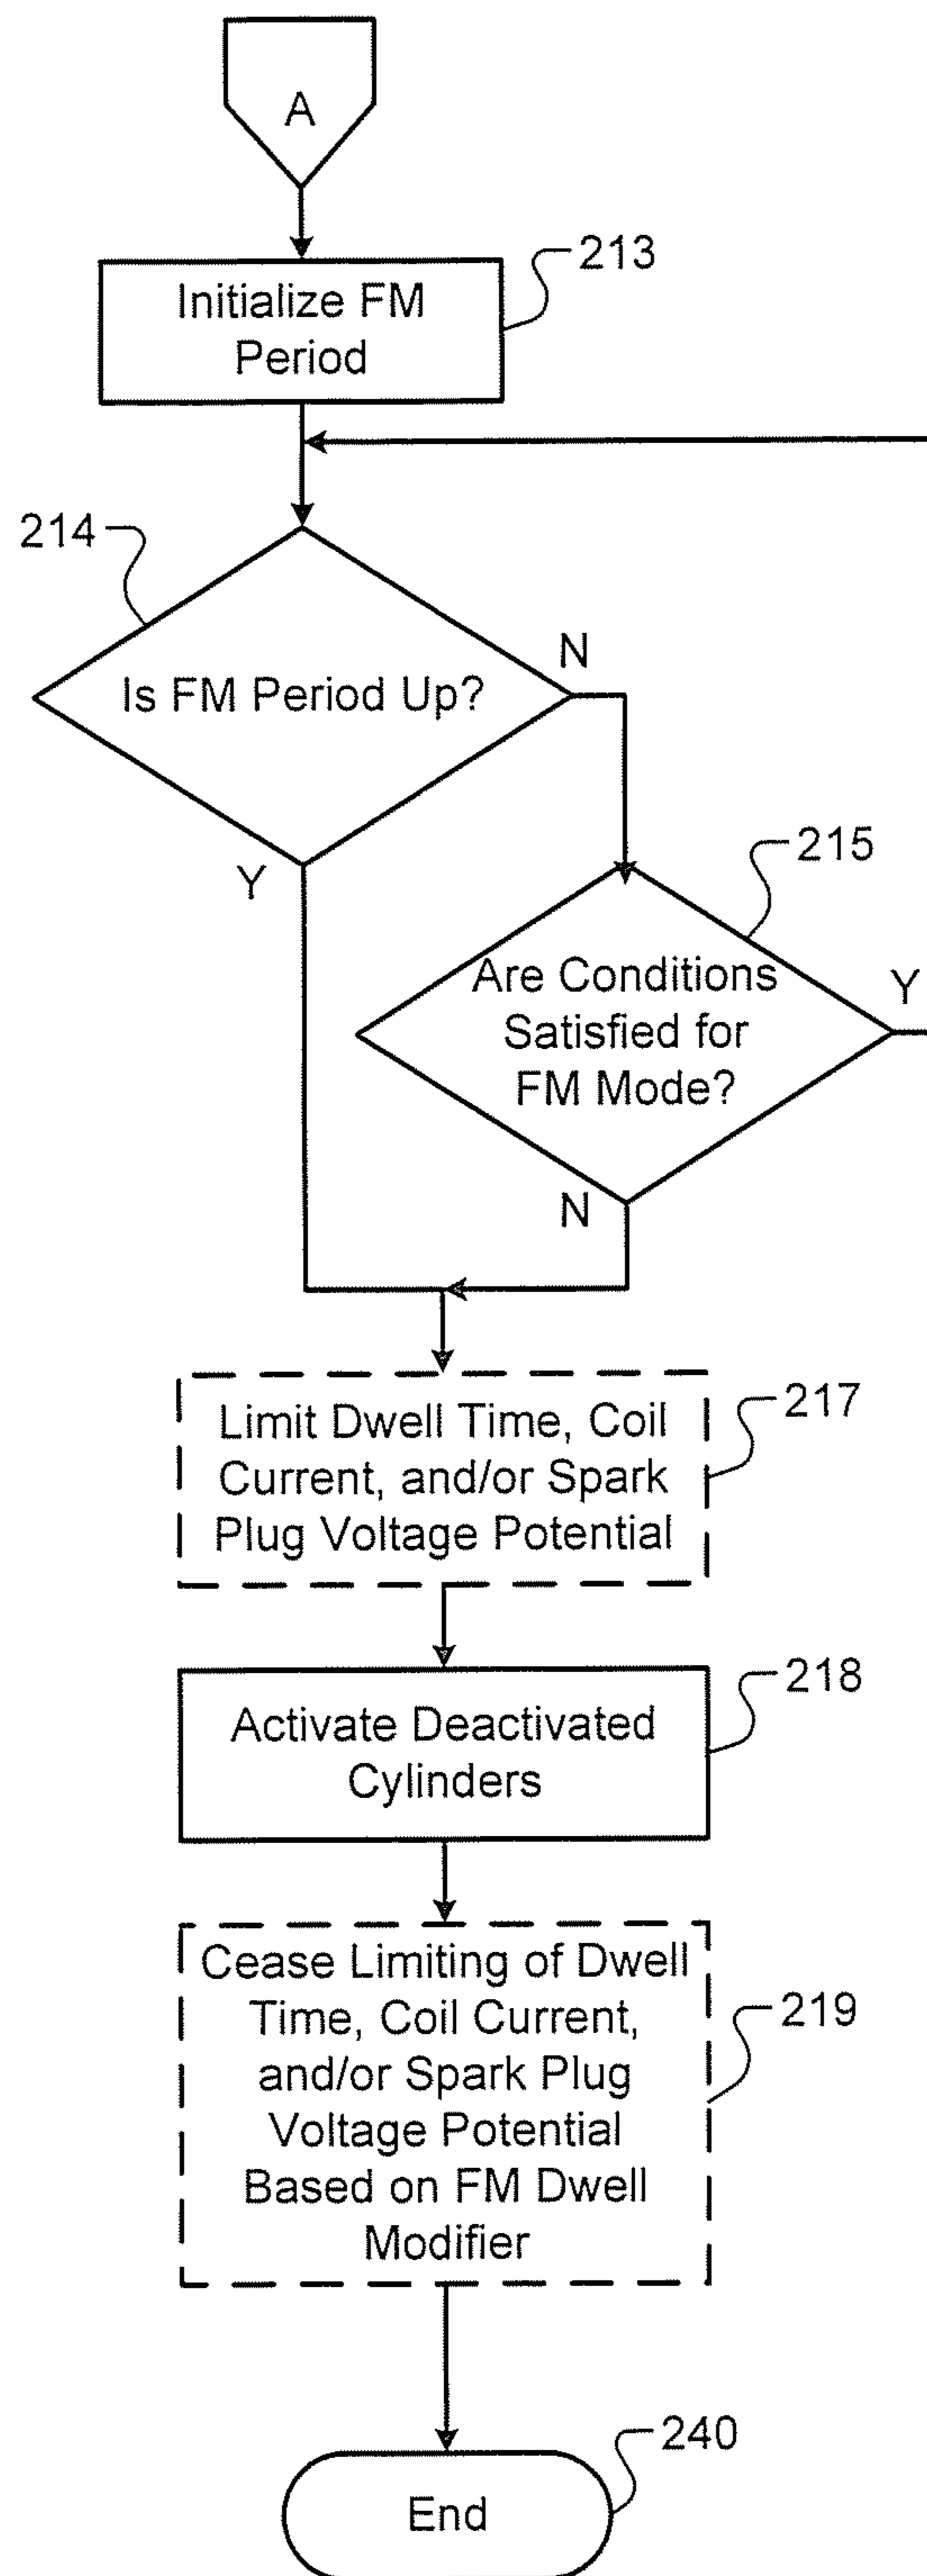 A
213
Initialize FM
Period
214
N
Is FM Period Up?
Y
215
Are Conditions
Satisfied for
FM Mode?
Y
N
217
Limit Dwell Time, Coil
Current, and/or Spark
Plug Voltage Potential
218
Activate Deactivated
Cylinders
219
Cease Limiting of Dwell
Time, Coil Current,
and/or Spark Plug
Voltage Potential
Based on FM Dwell
Modifier
240
End